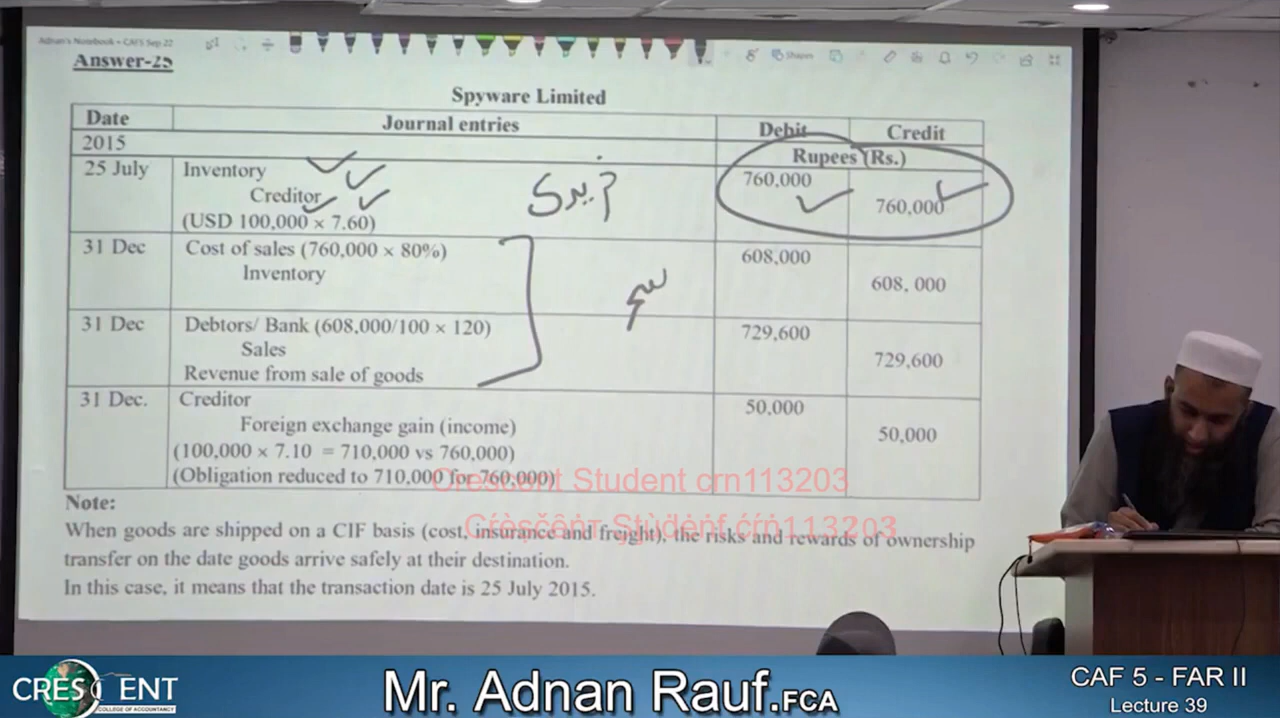 Adnan's Notebook - CAF5 Sep 22
Shapes
Answer-25
Spyware Limited
Date Journal entries Debit Credit
2015 Rupees (Rs.)
25 July Inventory 760,000
Creditor 760,000
(USD 100,000 × 7.60)
31 Dec Cost of sales (760,000 × 80%) 608,000
Inventory 608, 000
31 Dec Debtors/ Bank (608,000/100 × 120) 729,600
Sales 729,600
Revenue from sale of goods
31 Dec. Creditor 50,000
Foreign exchange gain (income) 50,000
(100,000 × 7.10 = 710,000 vs 760,000)
(Obligation reduced to 710,000 for 760,000)
Crescent Student crn113203
Note:
When goods are shipped on a CIF basis (cost, insurance and freight), the risks and rewards of ownership
transfer on the date goods arrive safely at their destination.
In this case, it means that the transaction date is 25 July 2015.
CRESCENT
COLLEGE OF ACCOUNTANCY
Mr. Adnan Rauf.FCA
CAF 5 - FAR II
Lecture 39